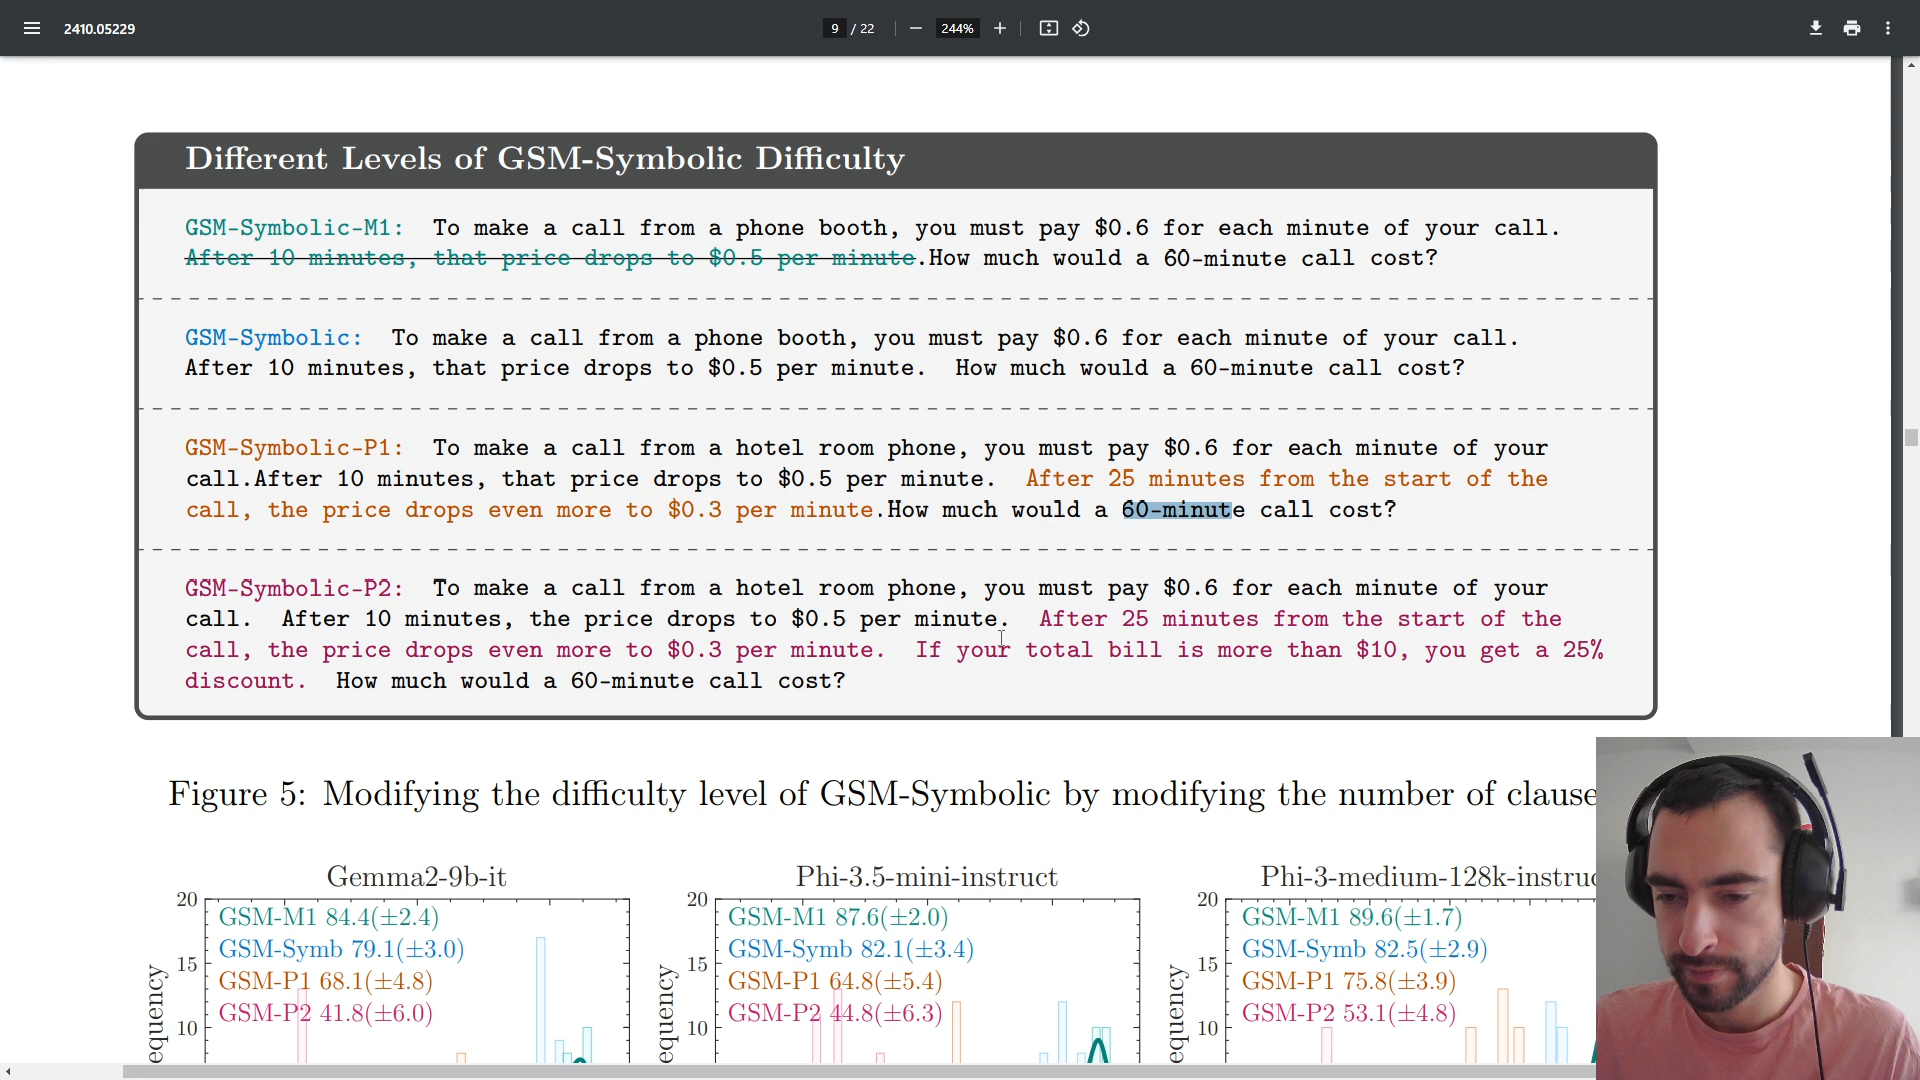 2410.05229
9 / 22
244%
Different Levels of GSM-Symbolic Difficulty
GSM-Symbolic-M1: To make a call from a phone booth, you must pay $0.6 for each minute of your call.
After 10 minutes, that price drops to $0.5 per minute.How much would a 60-minute call cost?
GSM-Symbolic: To make a call from a phone booth, you must pay $0.6 for each minute of your call.
After 10 minutes, that price drops to $0.5 per minute. How much would a 60-minute call cost?
GSM-Symbolic-P1: To make a call from a hotel room phone, you must pay $0.6 for each minute of your
call.After 10 minutes, that price drops to $0.5 per minute. After 25 minutes from the start of the
call, the price drops even more to $0.3 per minute.How much would a 60-minute call cost?
GSM-Symbolic-P2: To make a call from a hotel room phone, you must pay $0.6 for each minute of your
call. After 10 minutes, the price drops to $0.5 per minute. After 25 minutes from the start of the
call, the price drops even more to $0.3 per minute. If your total bill is more than $10, you get a 25%
discount. How much would a 60-minute call cost?
Figure 5: Modifying the difficulty level of GSM-Symbolic by modifying the number of clause
Gemma2-9b-it
20
GSM-M1 84.4(±2.4)
GSM-Symb 79.1(±3.0)
15
GSM-P1 68.1(±4.8)
GSM-P2 41.8(±6.0)
10
equency
Phi-3.5-mini-instruct
20
GSM-M1 87.6(±2.0)
GSM-Symb 82.1(±3.4)
15
GSM-P1 64.8(±5.4)
GSM-P2 44.8(±6.3)
10
equency
Phi-3-medium-128k-instruc
20
GSM-M1 89.6(±1.7)
GSM-Symb 82.5(±2.9)
15
GSM-P1 75.8(±3.9)
GSM-P2 53.1(±4.8)
10
equency